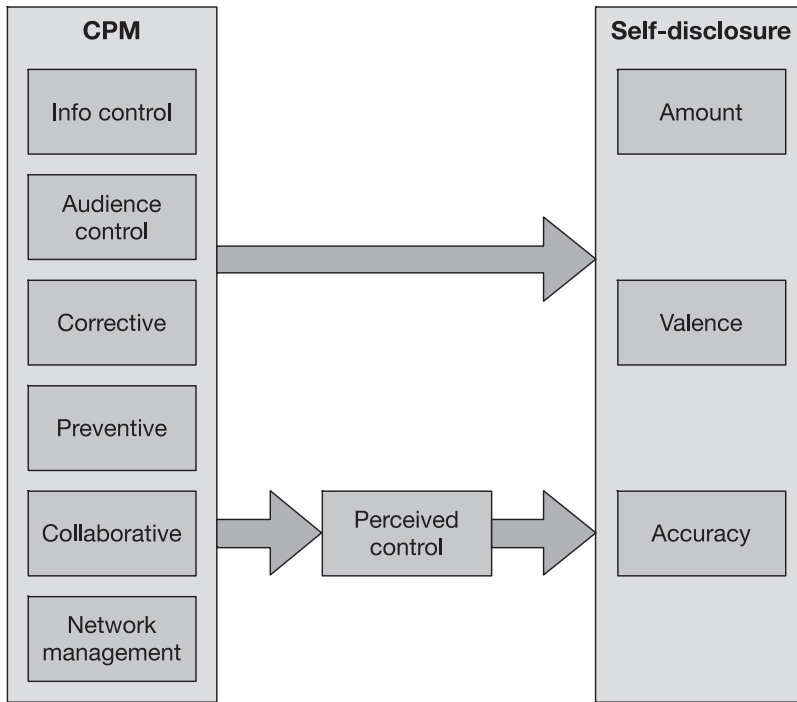 CPM
Info control
Audience
control
Corrective
Preventive
Collaborative
Network
management
Perceived
control
Self-disclosure
Amount
Valence
Accuracy